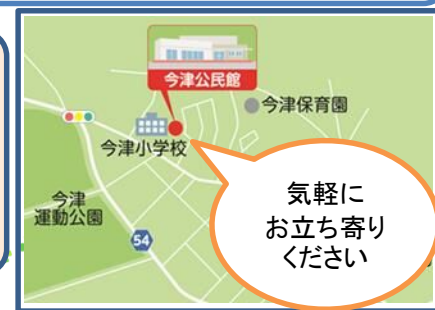 今津公民館
今津保育園
今津小学校
今津
運動公園
54
気軽に
お立ち寄り
ください